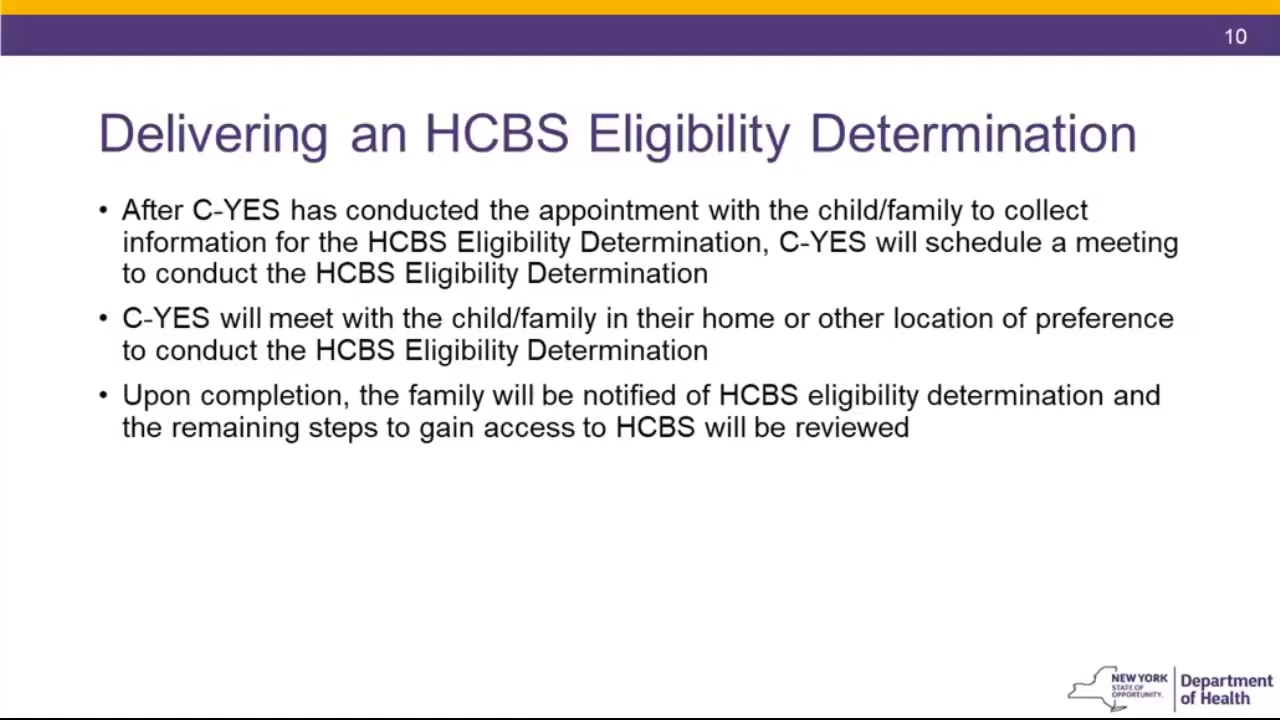 10
Delivering an HCBS Eligibility Determination
• After C-YES has conducted the appointment with the child/family to collect
information for the HCBS Eligibility Determination, C-YES will schedule a meeting
to conduct the HCBS Eligibility Determination
• C-YES will meet with the child/family in their home or other location of preference
to conduct the HCBS Eligibility Determination
• Upon completion, the family will be notified of HCBS eligibility determination and
the remaining steps to gain access to HCBS will be reviewed
NEW YORK
STATE OF
OPPORTUNITY.
Department
of Health